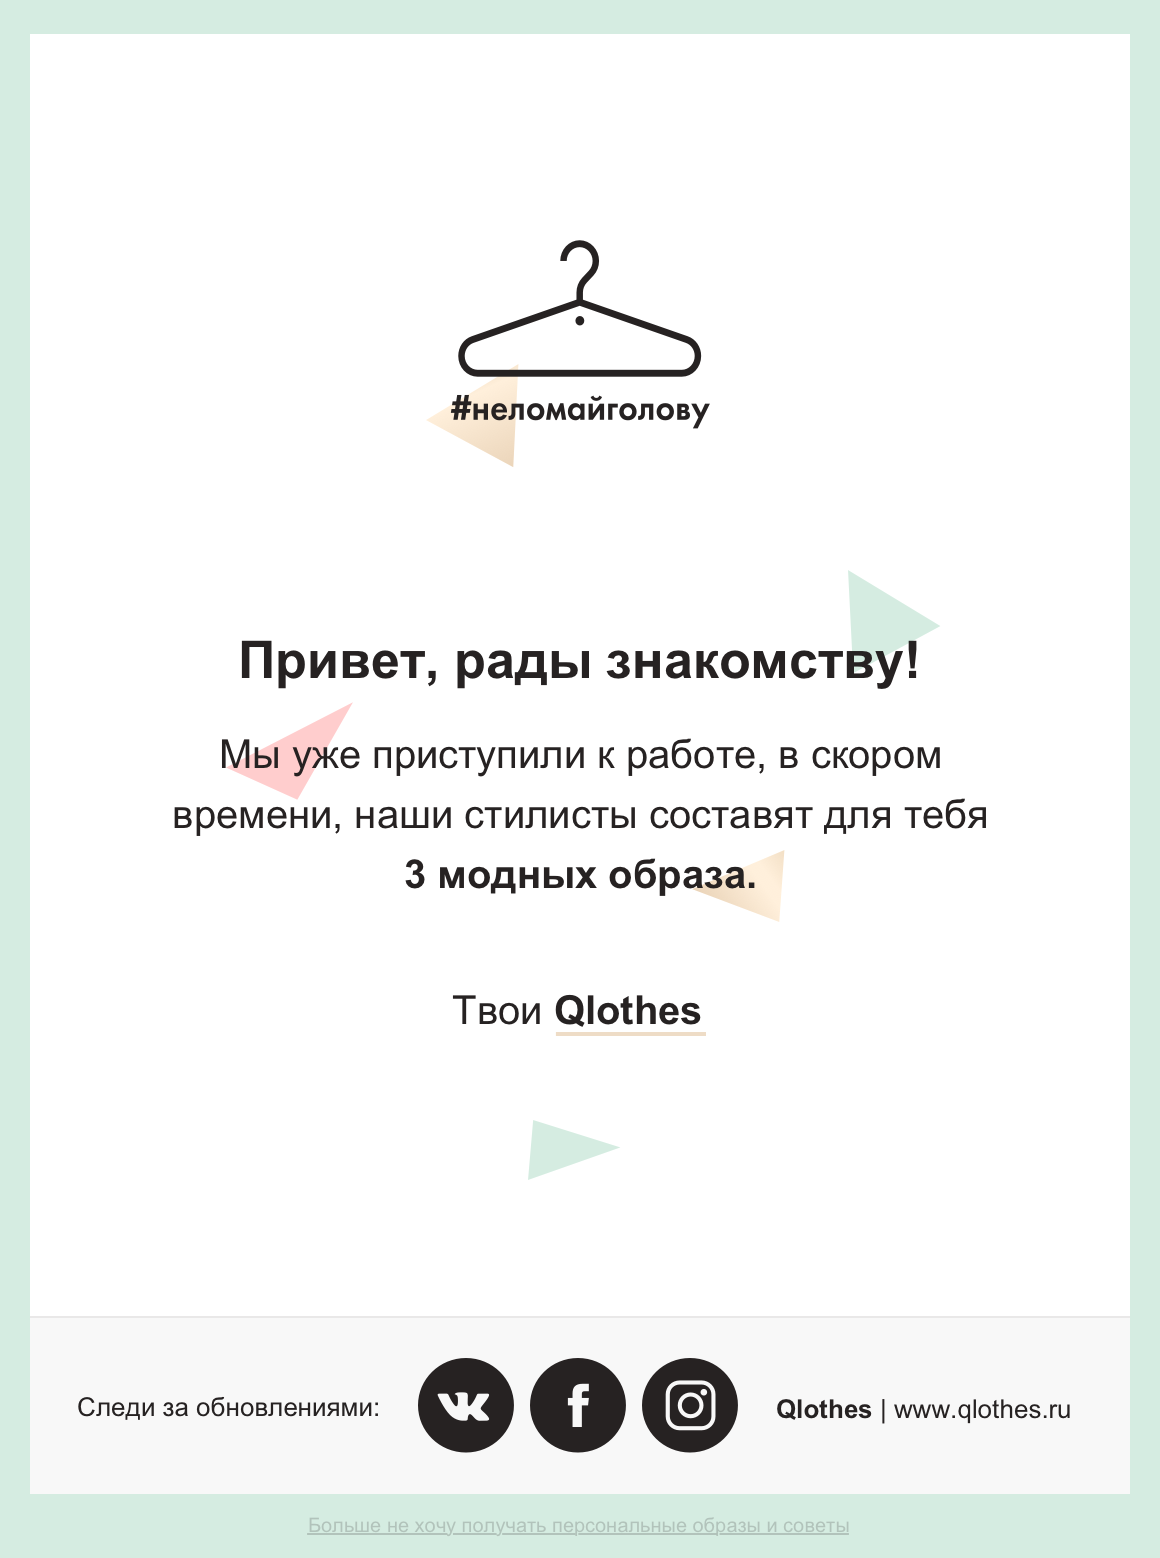 #неломайголову
Привет, рады знакомству!
Мы уже приступили к работе, в скором
времени, наши стилисты составят для тебя
3 модных образа.
Твои Qlothes
Следи за обновлениями:
Qlothes | www.qlothes.ru
Больше не хочу получать персональные образы и советы